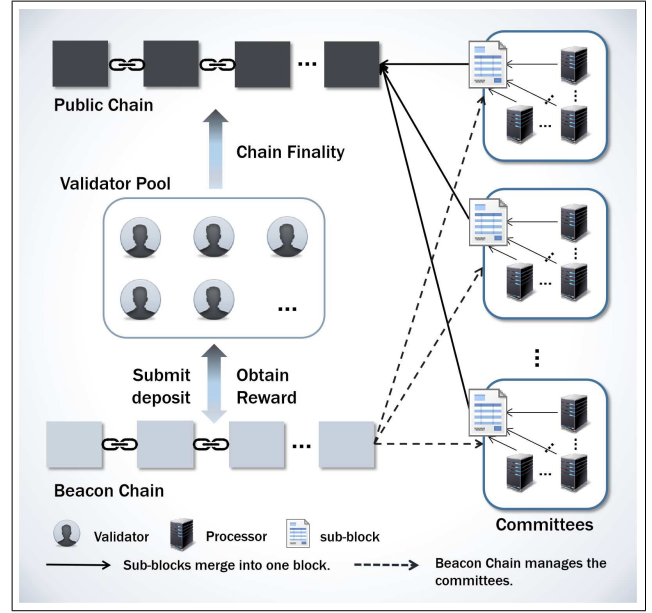 ...
Public Chain
Chain Finality
Validator Pool
...
Submit
deposit
Obtain
Reward
...
Beacon Chain
...
...
...
...
...
Committees
Validator
Processor
sub-block
Sub-blocks merge into one block.
Beacon Chain manages the
committees.